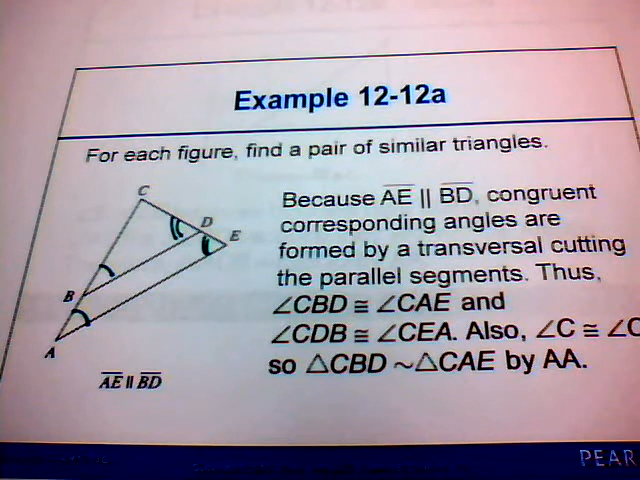 Example 12-12a
For each figure, find a pair of similar triangles.
Because AE || BD, congruent
corresponding angles are
formed by a transversal cutting
the parallel segments. Thus,
∠CBD ≅ ∠CAE and
∠CDB ≅ ∠CEA. Also, ∠C ≅ ∠C
so △CBD ~△CAE by AA.
C
D
E
B
A
AE || BD
PEAR